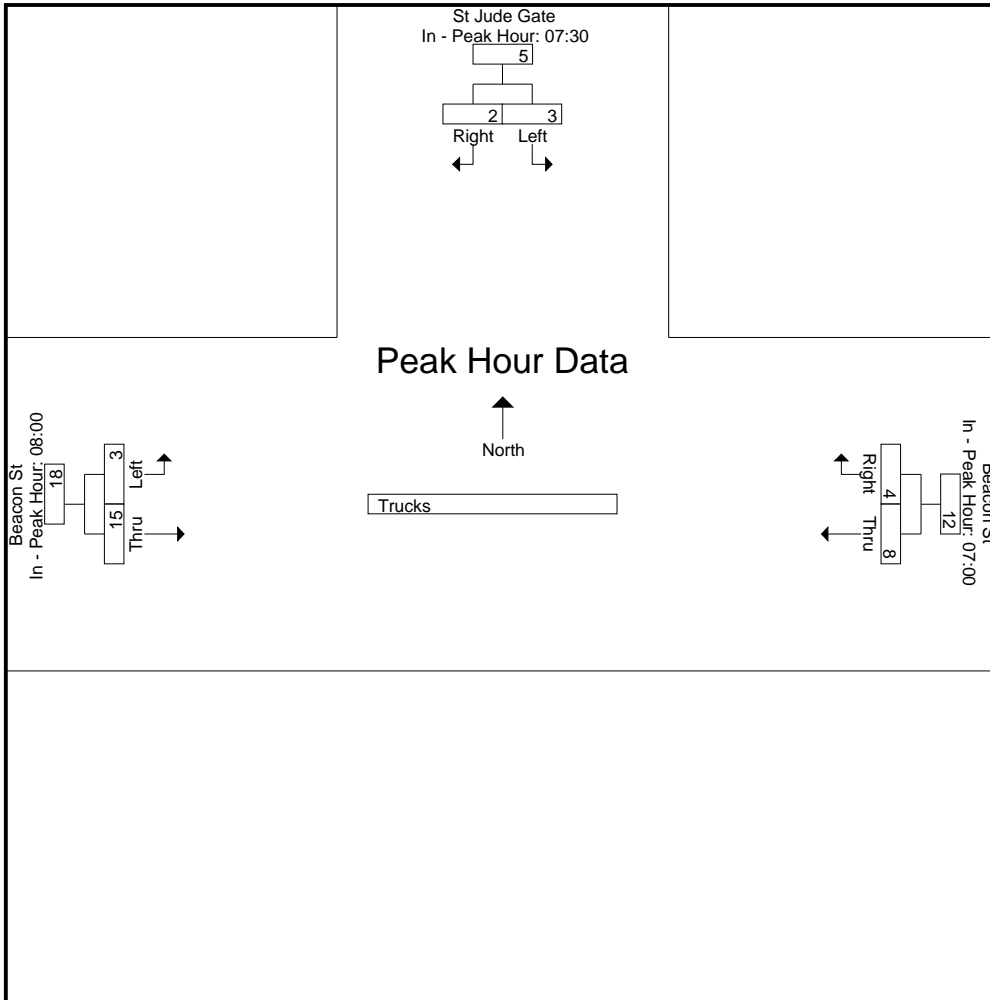 St Jude Gate
In - Peak Hour: 07:30
5
2 3
Right Left
Peak Hour Data
North
Trucks
Beacon St
In - Peak Hour: 08:00
18
3
15
Left
Thru
Right
Thru
4
8
12
In - Peak Hour: 07:00
Beacon St